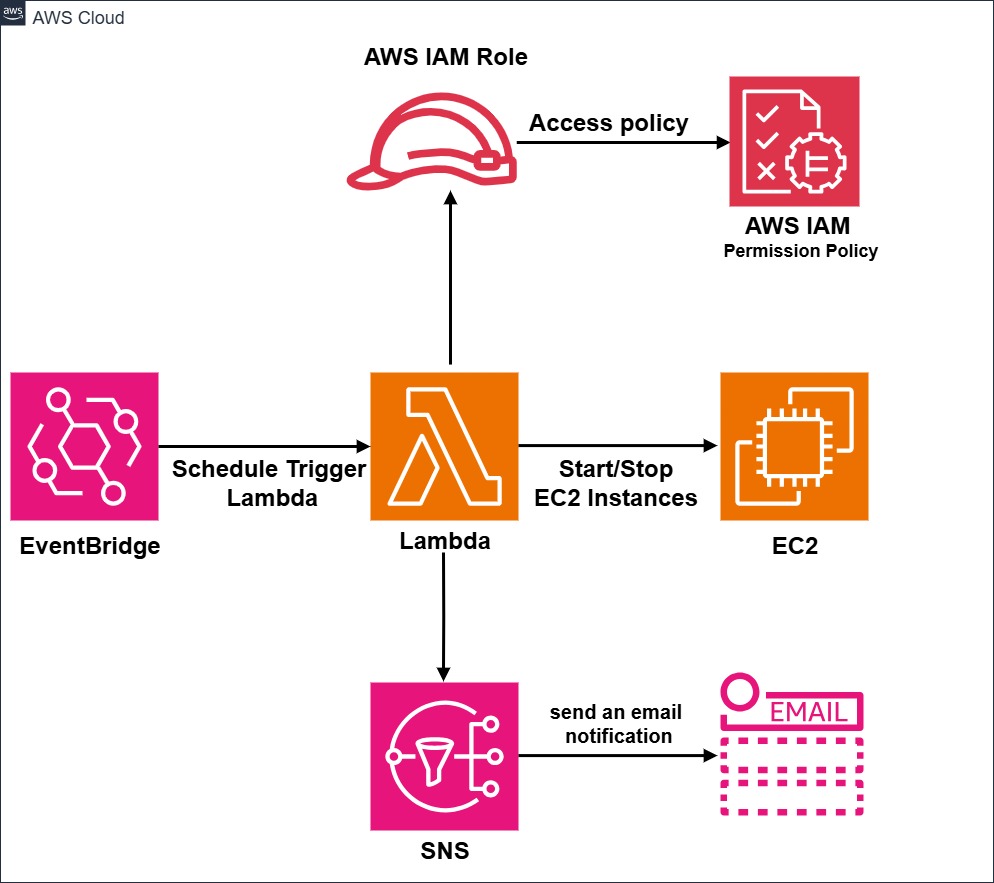 aws
AWS Cloud
AWS IAM Role
Access policy
AWS IAM
Permission Policy
Schedule Trigger
Lambda
Start/Stop
EC2 Instances
EventBridge
Lambda
EC2
send an email
notification
EMAIL
SNS